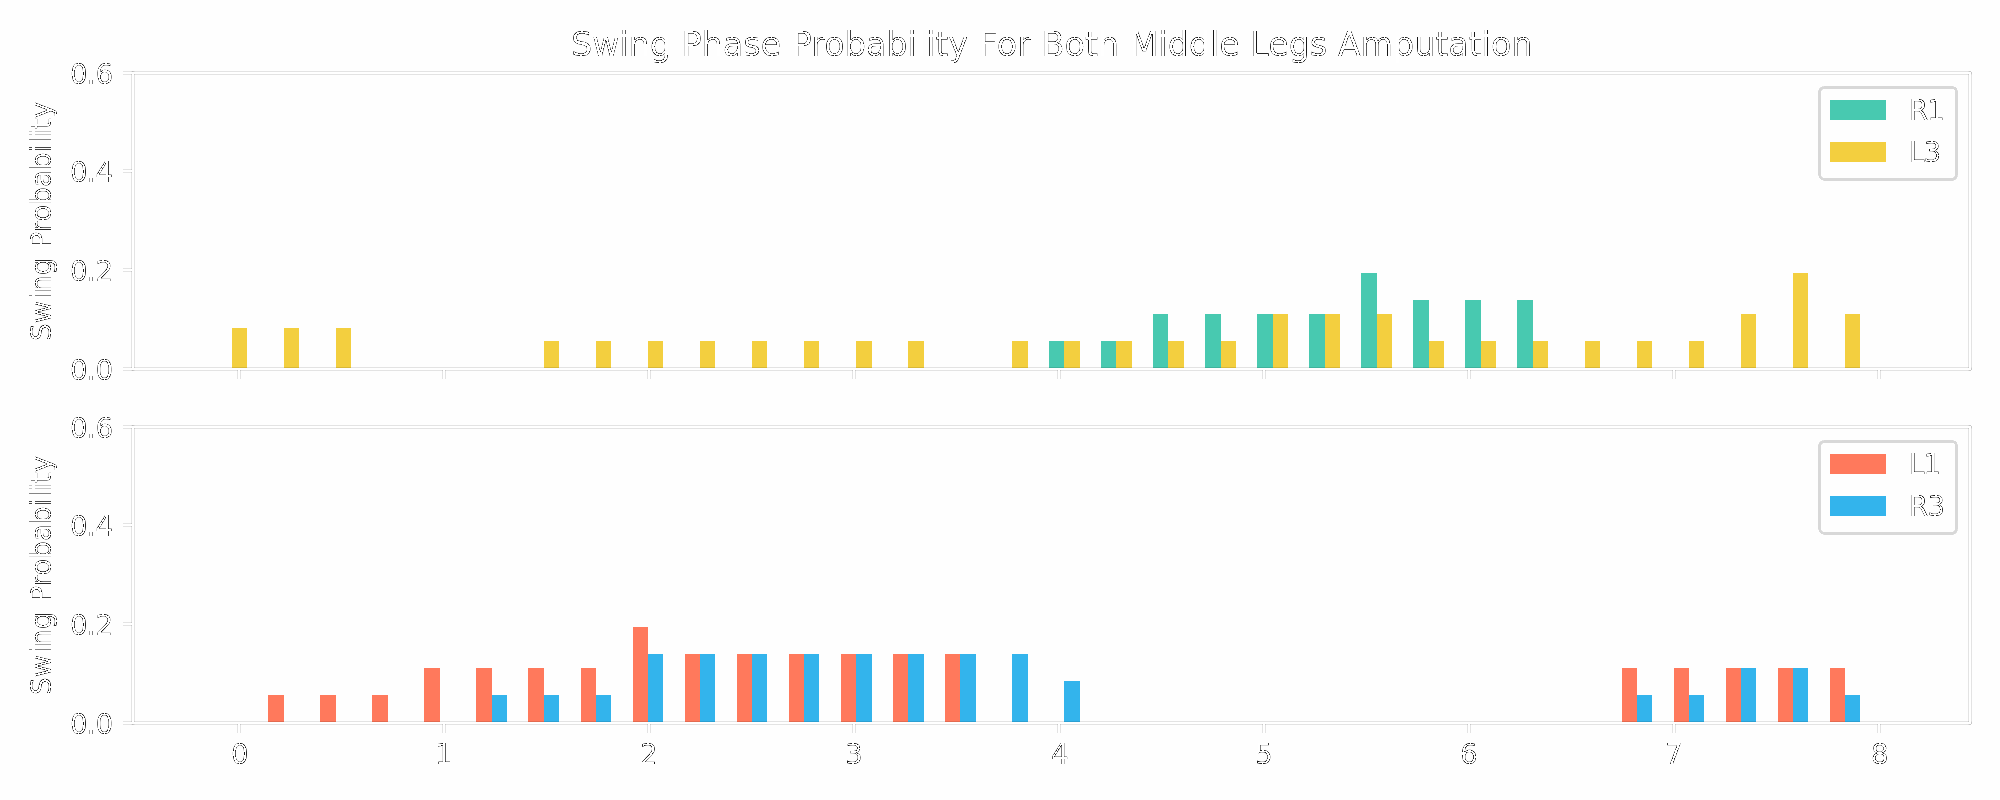 Swing Phase Probability For Both Middle Legs Amputation
Swing Probability
0.6
0.4
0.2
0.0
R1
L3
Swing Probability
0.6
0.4
0.2
0.0
L1
R3
0 1 2 3 4 5 6 7 8